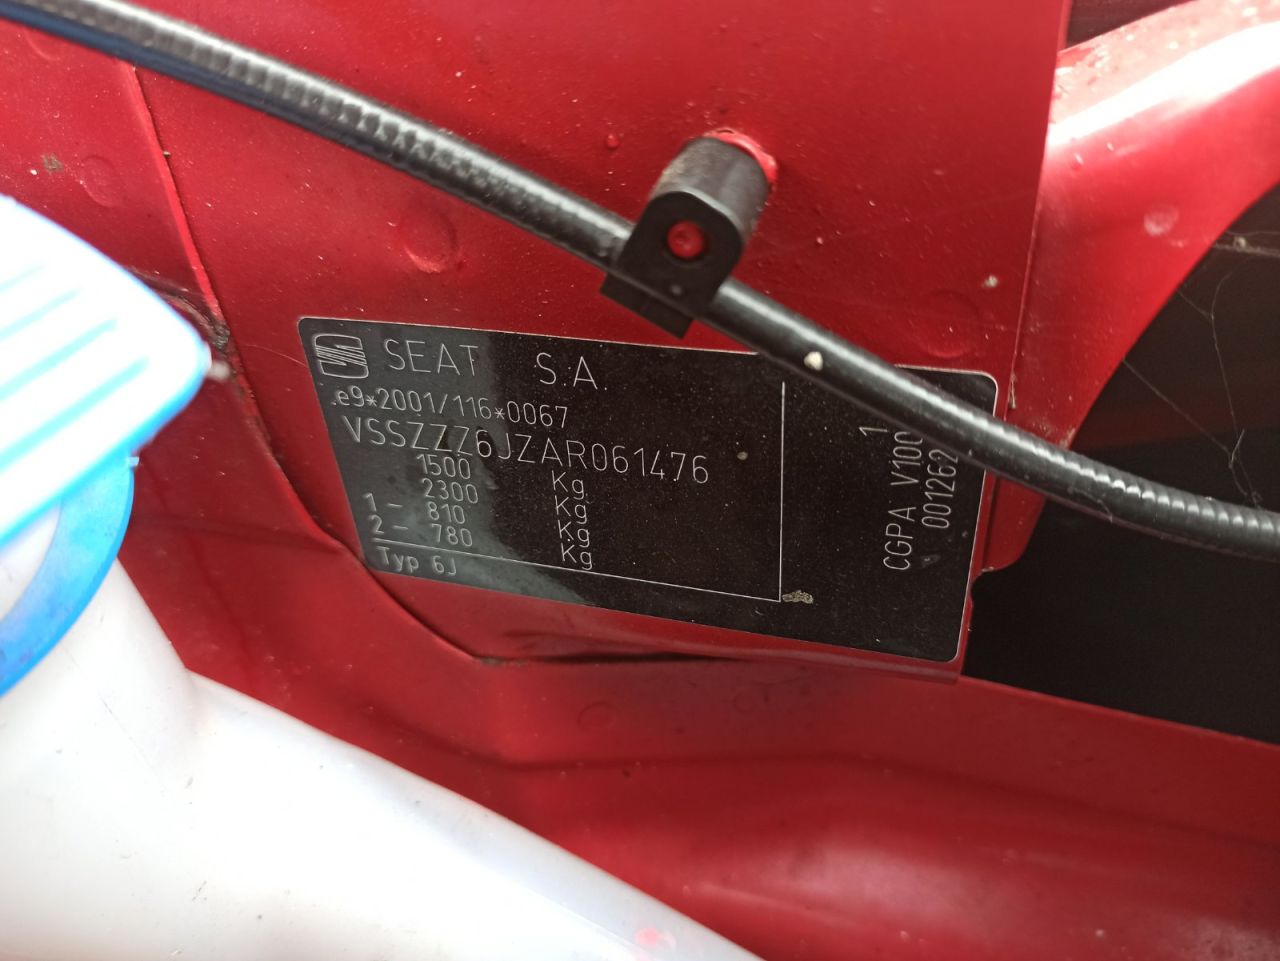 SEAT S.A.
e9*2001/116*0067
VSSZZZ6JZAR061476
1500 Kg
2300 Kg
1 - 810 Kg
2 - 780 Kg
Typ 6J
1
CGPA V100
001262